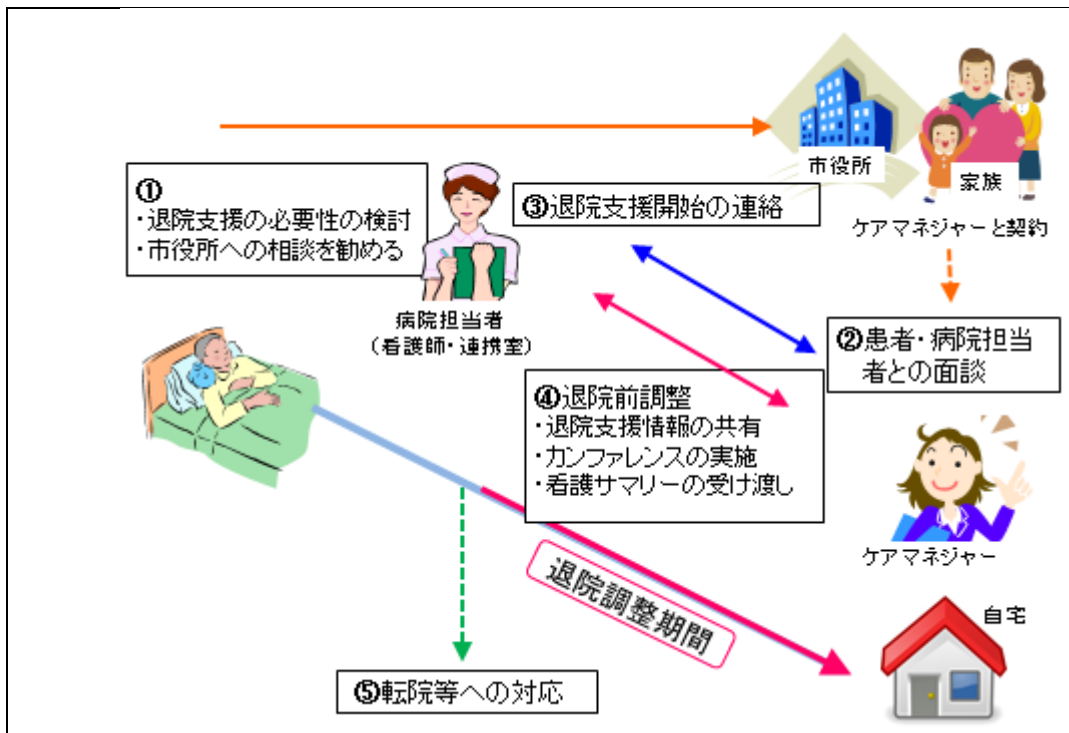 市役所
家族
ケアマネジャーと契約
①
・退院支援の必要性の検討
・市役所への相談を勧める
病院担当者
(看護師・連携室)
③退院支援開始の連絡
②患者・病院担当
者との面談
④退院前調整
・退院支援情報の共有
・カンファレンスの実施
・看護サマリーの受け渡し
ケアマネジャー
退院調整期間
自宅
⑤転院等への対応